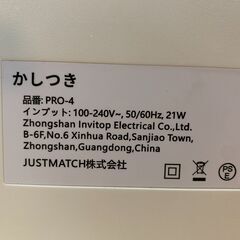 かしつき
品番: PRO-4
インプット: 100-240V~, 50/60Hz, 21W
Zhongshan Invitop Electrical Co.,Ltd.
B-6F,No.6 Xinhua Road,Sanjiao Town,
Zhongshan,Guangdong,China
JUSTMATCH株式会社
PS
E